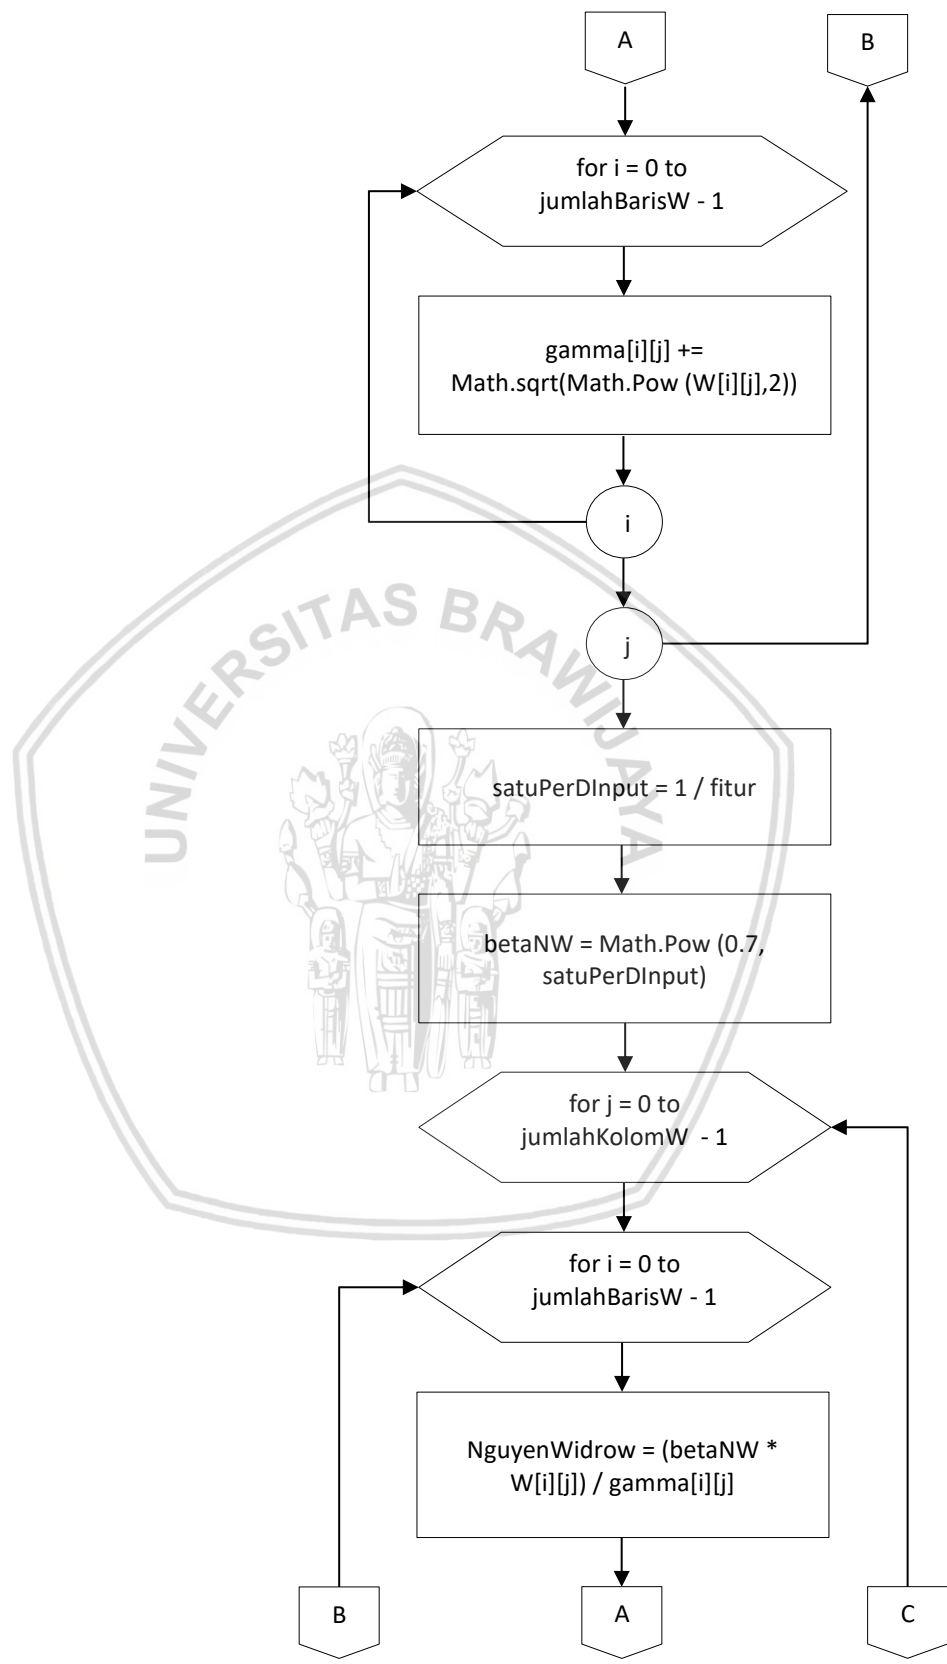 A
B
for i = 0 to
jumlahBarisW - 1
gamma[i][j] +=
Math.sqrt(Math.Pow (W[i][j],2))
i
j
UNIVERSITAS BRAWIJAYA
satuPerDInput = 1 / fitur
betaNW = Math.Pow (0.7,
satuPerDInput)
for j = 0 to
jumlahKolomW  - 1
for i = 0 to
jumlahBarisW - 1
NguyenWidrow = (betaNW *
W[i][j]) / gamma[i][j]
B
A
C